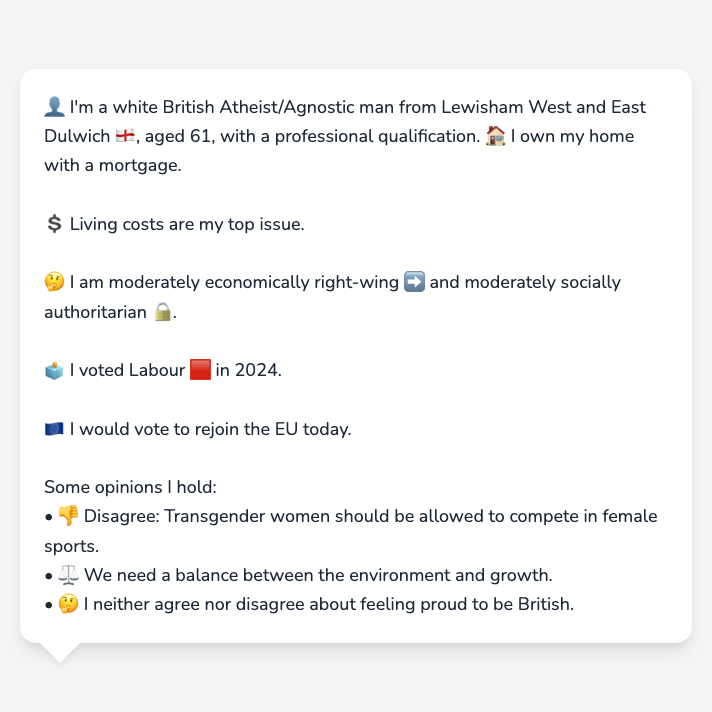 👤 I'm a white British Atheist/Agnostic man from Lewisham West and East
Dulwich 🏴󠁧󠁢󠁥󠁮󠁧󠁿, aged 61, with a professional qualification. 🏠 I own my home
with a mortgage.
💲 Living costs are my top issue.
🤔 I am moderately economically right-wing ➡️ and moderately socially
authoritarian 🔒.
🗳️ I voted Labour 🟥 in 2024.
🇪🇺 I would vote to rejoin the EU today.
Some opinions I hold:
• 👎 Disagree: Transgender women should be allowed to compete in female
sports.
• ⚖️ We need a balance between the environment and growth.
• 🤔 I neither agree nor disagree about feeling proud to be British.